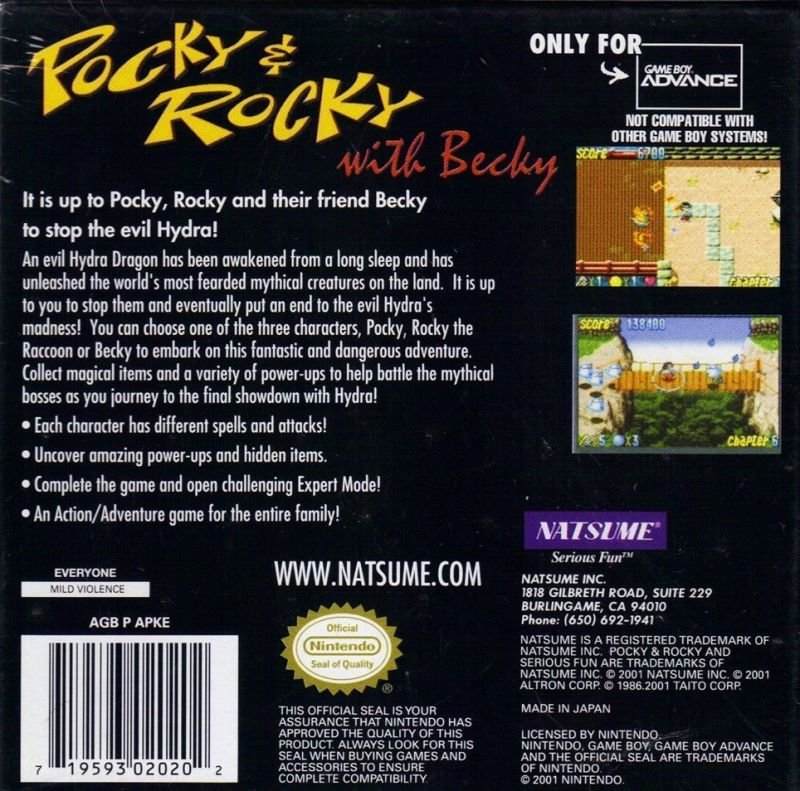 POCKY &
ROCKY
with Becky
ONLY FOR
GAME BOY
ADVANCE
NOT COMPATIBLE WITH
OTHER GAME BOY SYSTEMS!
It is up to Pocky, Rocky and their friend Becky
to stop the evil Hydra!
An evil Hydra Dragon has been awakened from a long sleep and has
unleashed the world's most fearded mythical creatures on the land. It is up
to you to stop them and eventually put an end to the evil Hydra's
madness! You can choose one of the three characters, Pocky, Rocky the
Raccoon or Becky to embark on this fantastic and dangerous adventure.
Collect magical items and a variety of power-ups to help battle the mythical
bosses as you journey to the final showdown with Hydra!
• Each character has different spells and attacks!
• Uncover amazing power-ups and hidden items.
• Complete the game and open challenging Expert Mode!
• An Action/Adventure game for the entire family!
score 6700
x1 x1
chapter
score 138400
x5 x3
chapter 6
NATSUME®
Serious Fun™
NATSUME INC.
1818 GILBRETH ROAD, SUITE 229
BURLINGAME, CA 94010
Phone: (650) 692-1941
NATSUME IS A REGISTERED TRADEMARK OF
NATSUME INC. POCKY & ROCKY AND
SERIOUS FUN ARE TRADEMARKS OF
NATSUME INC. © 2001 NATSUME INC. © 2001
ALTRON CORP. © 1986.2001 TAITO CORP.
MADE IN JAPAN
LICENSED BY NINTENDO.
NINTENDO, GAME BOY, GAME BOY ADVANCE
AND THE OFFICIAL SEAL ARE TRADEMARKS
OF NINTENDO.
© 2001 NINTENDO.
WWW.NATSUME.COM
Official
Nintendo
Seal of Quality
®
THIS OFFICIAL SEAL IS YOUR
ASSURANCE THAT NINTENDO HAS
APPROVED THE QUALITY OF THIS
PRODUCT. ALWAYS LOOK FOR THIS
SEAL WHEN BUYING GAMES AND
ACCESSORIES TO ENSURE
COMPLETE COMPATIBILITY.
EVERYONE
MILD VIOLENCE
AGB P APKE
7 19593 02020 2